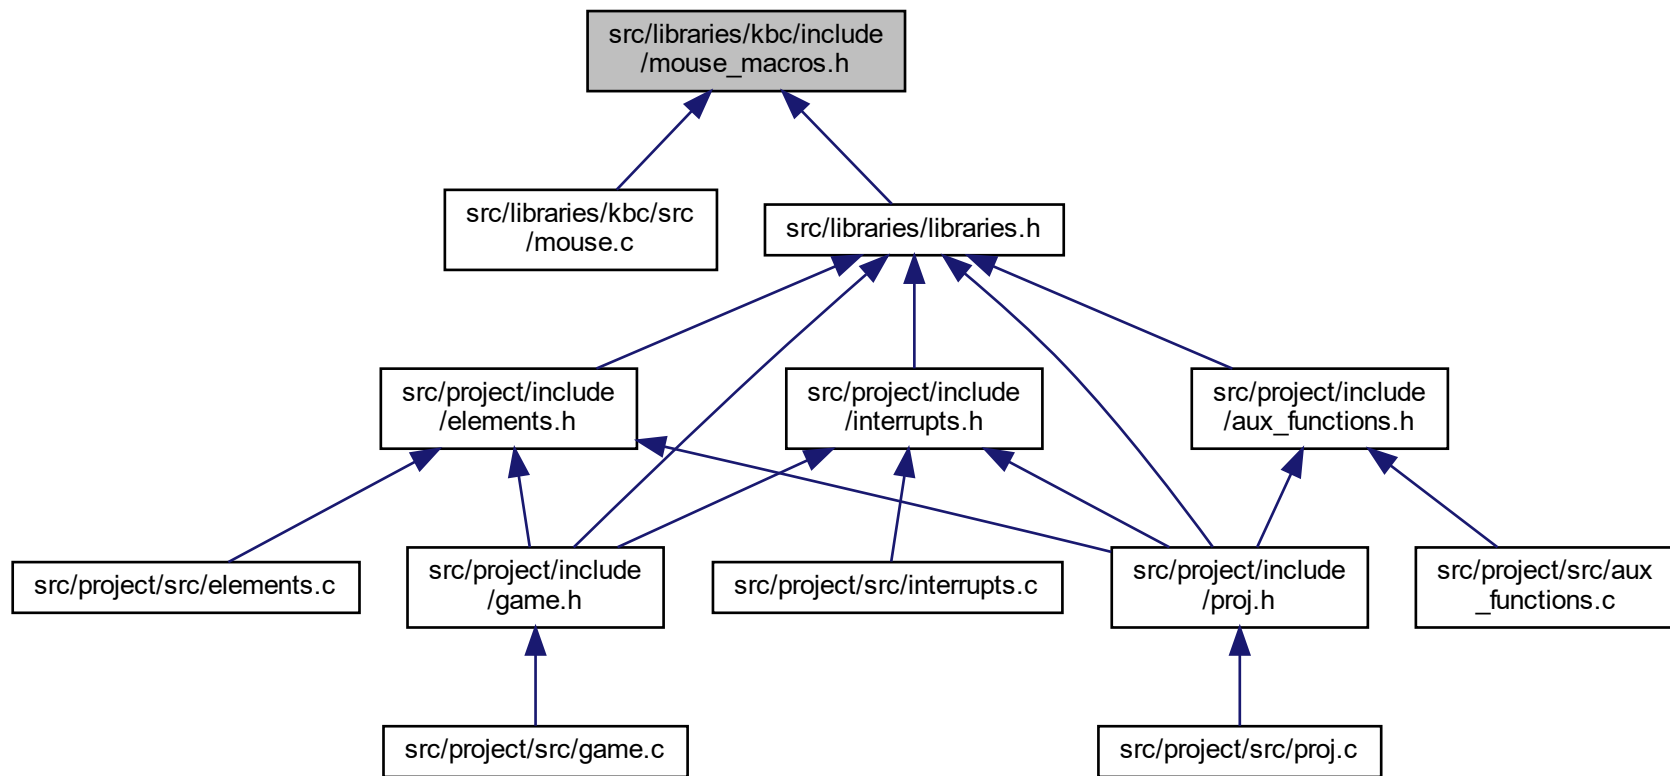 src/libraries/kbc/include
/mouse_macros.h
src/libraries/kbc/src
/mouse.c
src/libraries/libraries.h
src/project/include
/elements.h
src/project/include
/interrupts.h
src/project/include
/aux_functions.h
src/project/src/elements.c
src/project/include
/game.h
src/project/src/interrupts.c
src/project/include
/proj.h
src/project/src/aux
_functions.c
src/project/src/game.c
src/project/src/proj.c